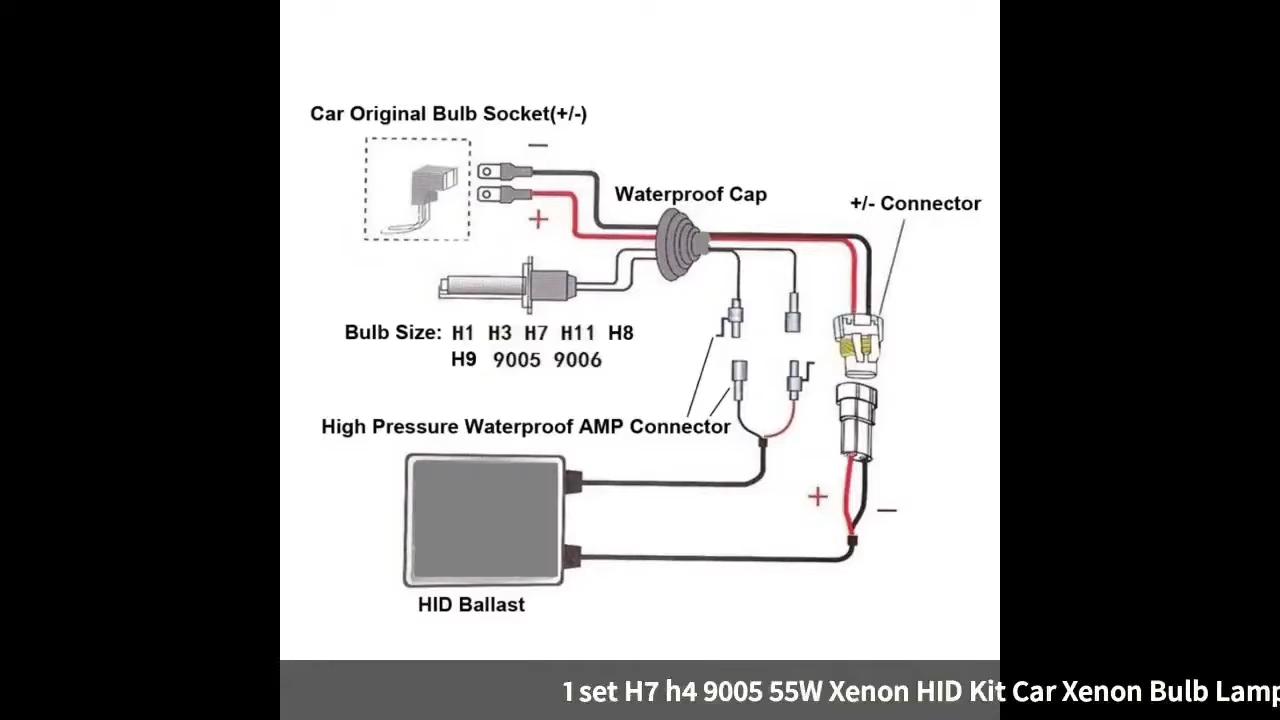 Car Original Bulb Socket(+/-)
−
Waterproof Cap
+/- Connector
+
Bulb Size: H1 H3 H7 H11 H8
H9 9005 9006
High Pressure Waterproof AMP Connector
+ −
HID Ballast
1 set H7 h4 9005 55W Xenon HID Kit Car Xenon Bulb Lamp